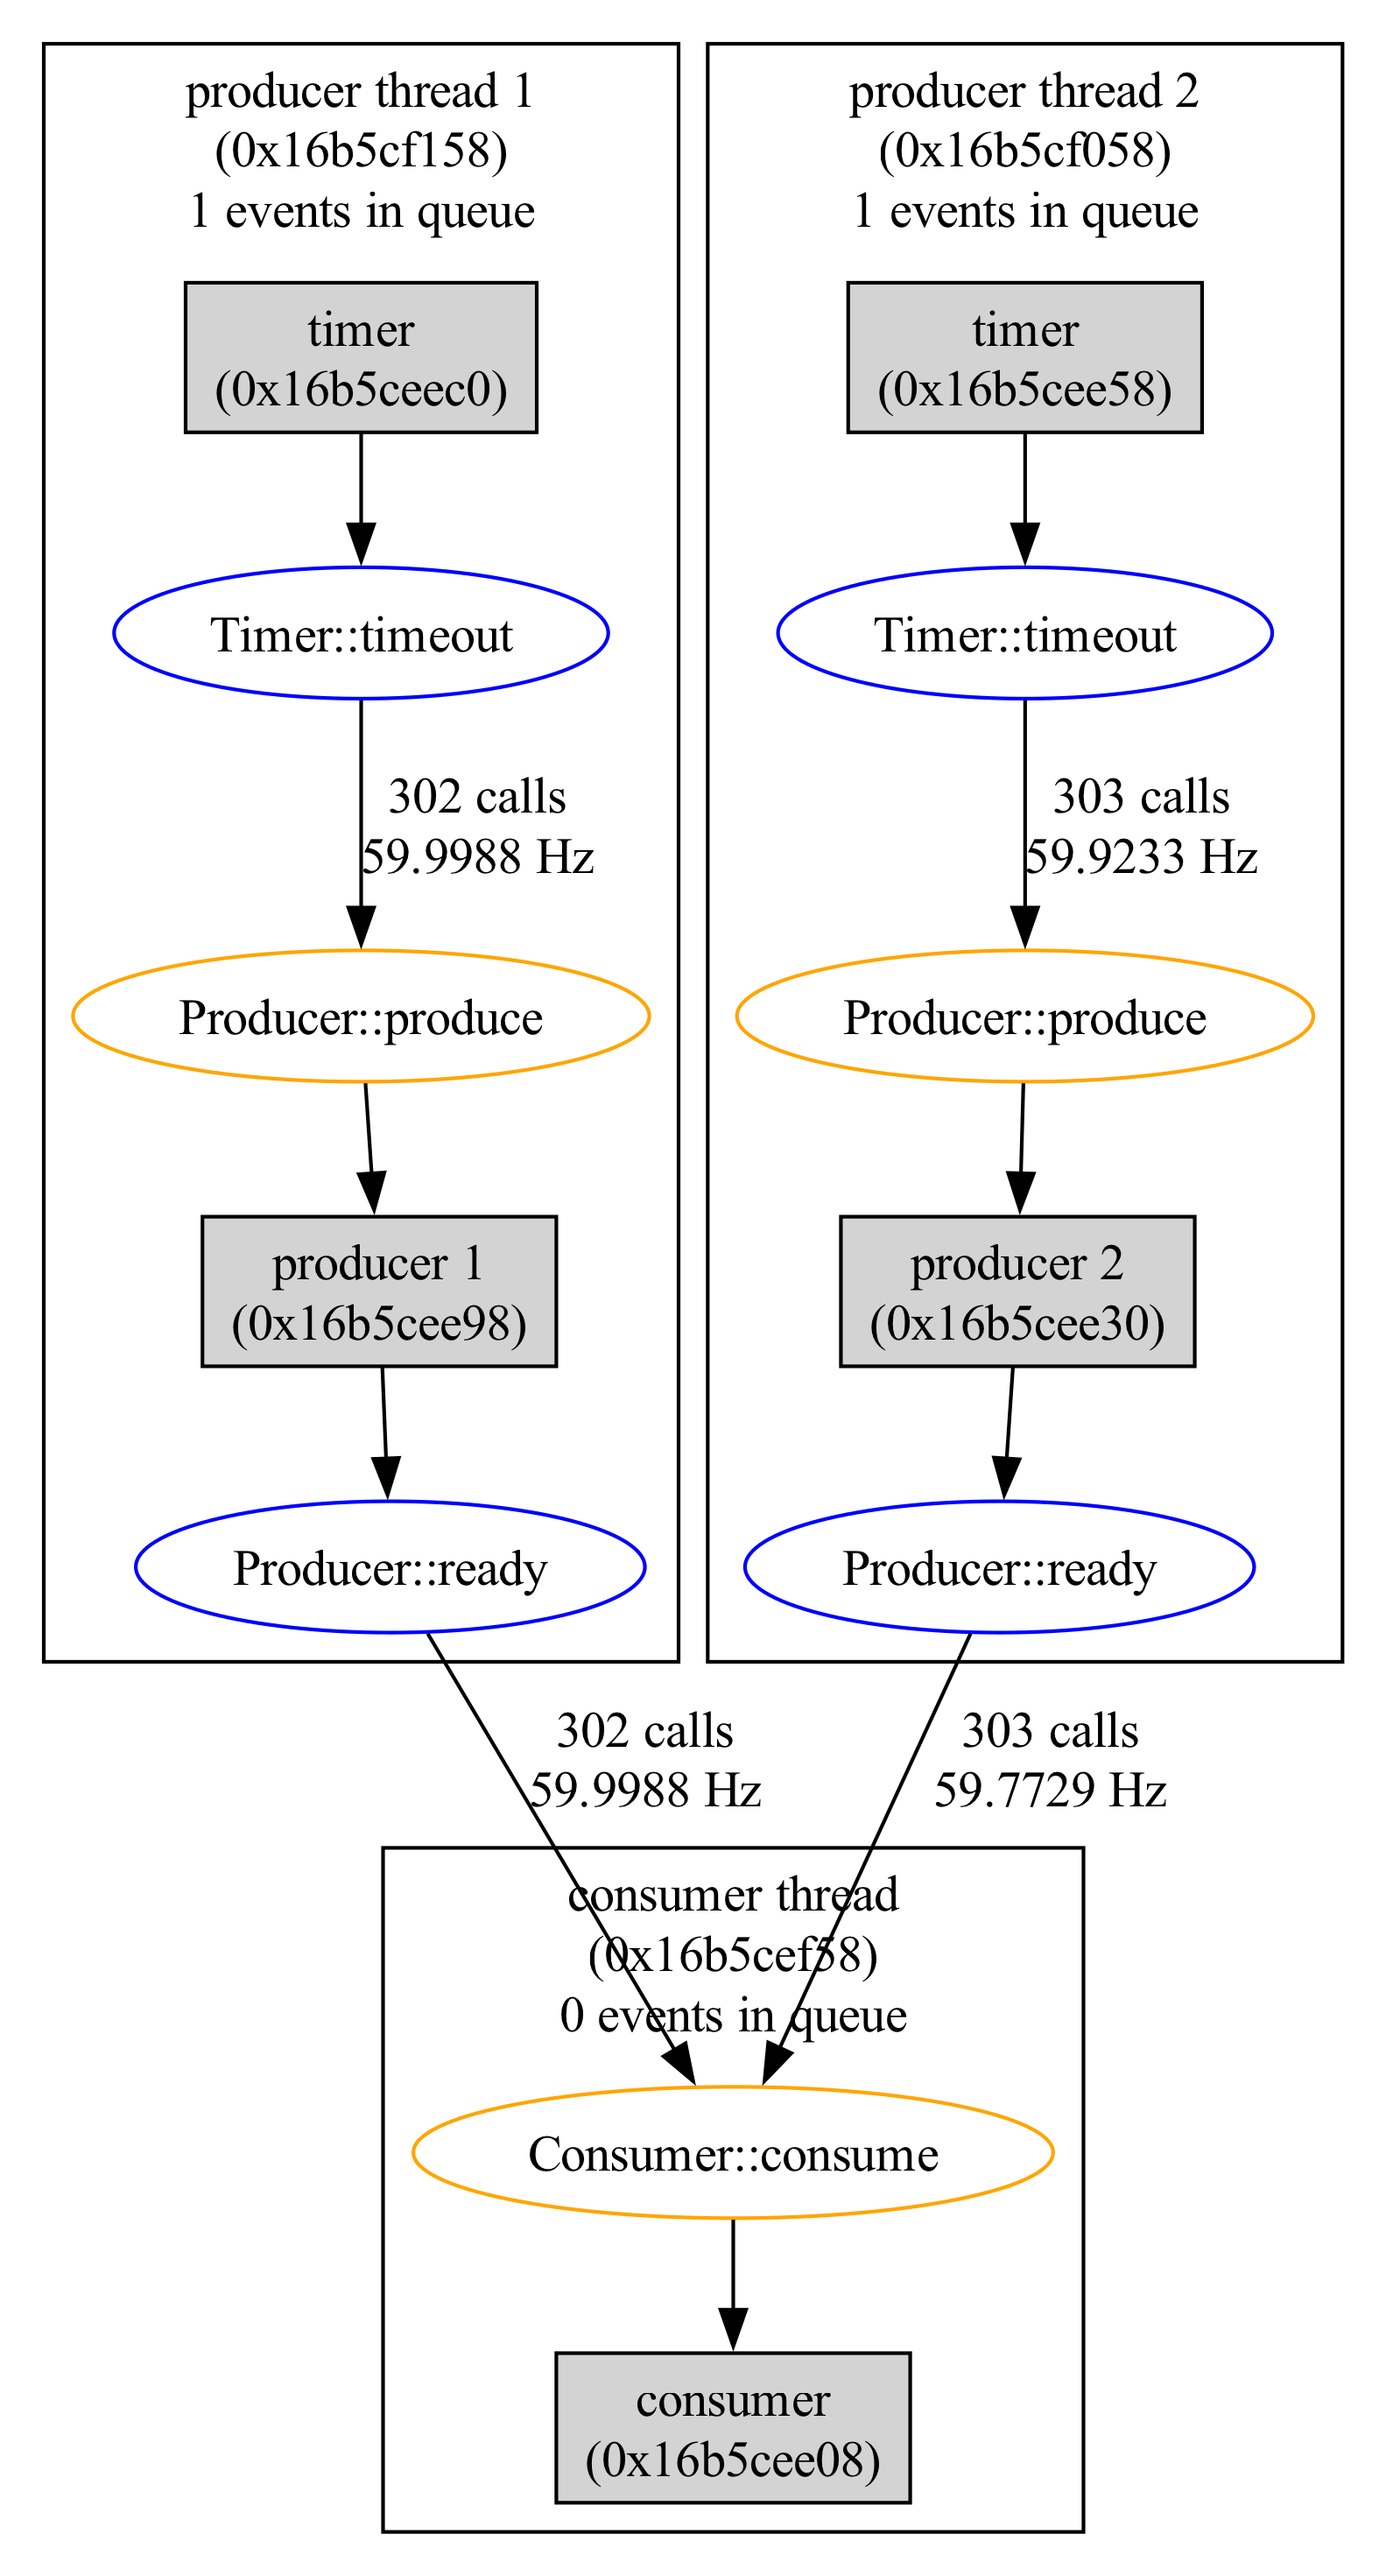 producer thread 1
(0x16b5cf158)
1 events in queue
timer
(0x16b5ceec0)
Timer::timeout
302 calls
59.9988 Hz
Producer::produce
producer 1
(0x16b5cee98)
Producer::ready
producer thread 2
(0x16b5cf058)
1 events in queue
timer
(0x16b5cee58)
Timer::timeout
303 calls
59.9233 Hz
Producer::produce
producer 2
(0x16b5cee30)
Producer::ready
302 calls
59.9988 Hz
303 calls
59.7729 Hz
consumer thread
(0x16b5cef58)
0 events in queue
Consumer::consume
consumer
(0x16b5cee08)